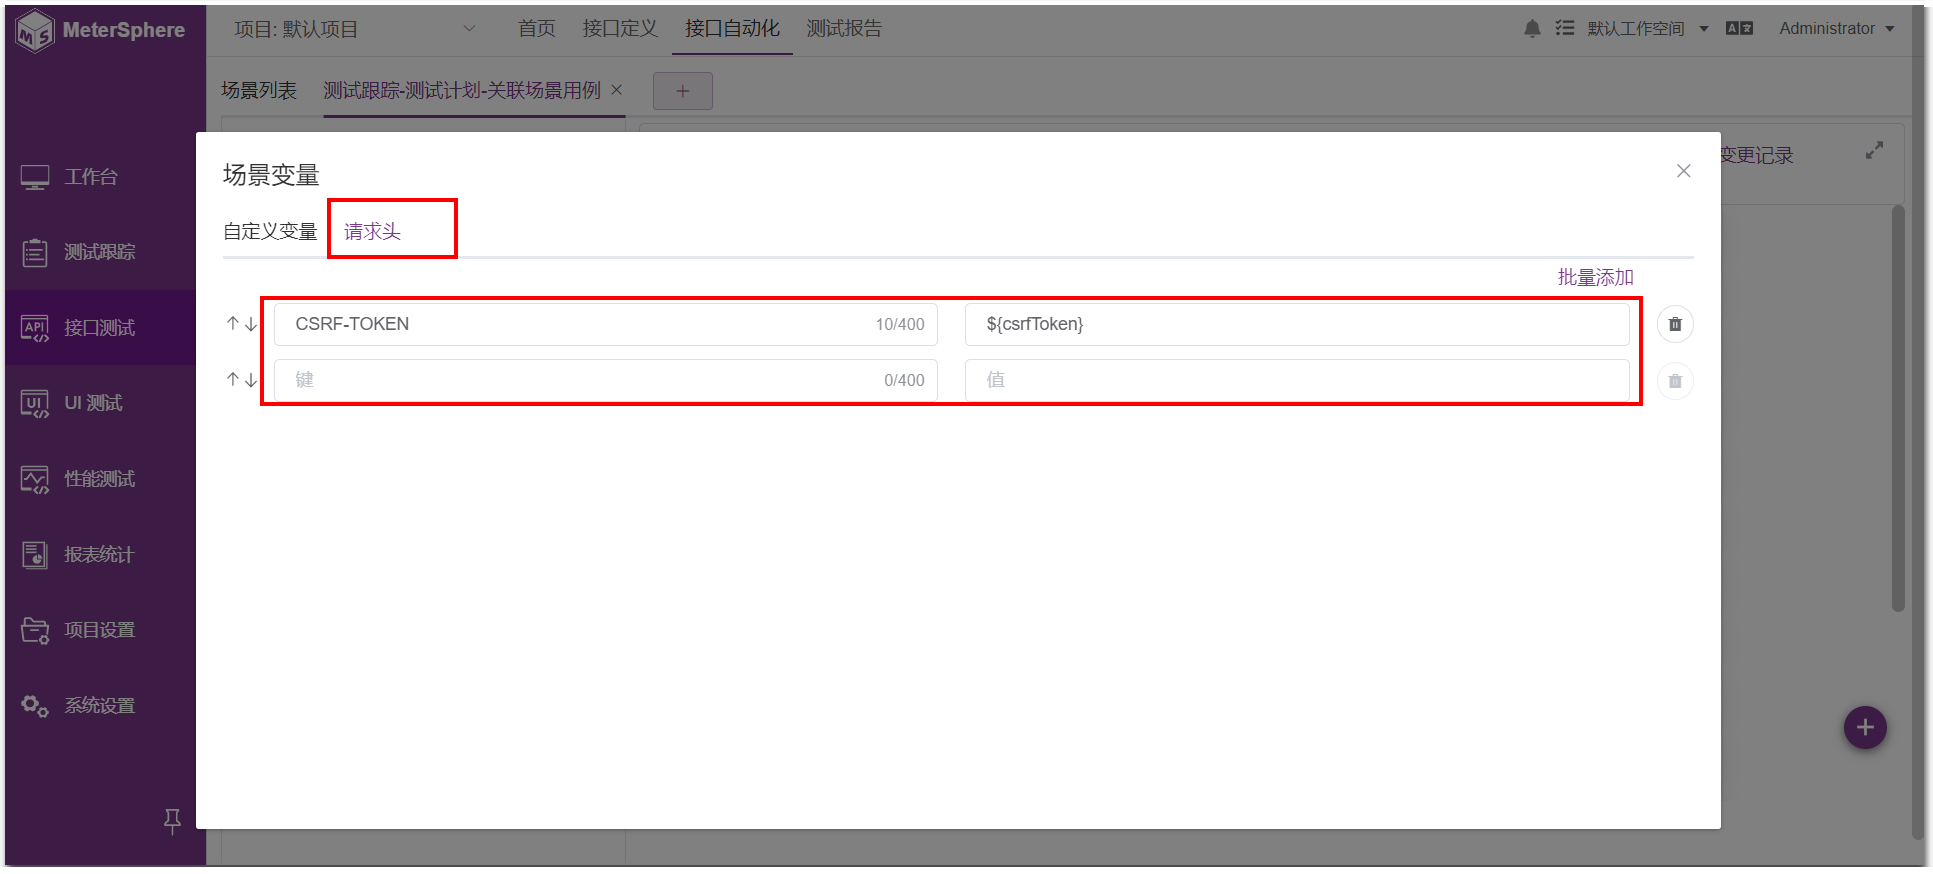 MS MeterSphere
项目: 默认项目
首页 接口定义 接口自动化 测试报告
默认工作空间
Administrator
场景列表 测试跟踪-测试计划-关联场景用例
变更记录
工作台
测试跟踪
API 接口测试
UI UI 测试
性能测试
报表统计
项目设置
系统设置
场景变量
自定义变量 请求头
批量添加
CSRF-TOKEN 10/400 ${csrfToken}
键 0/400 值